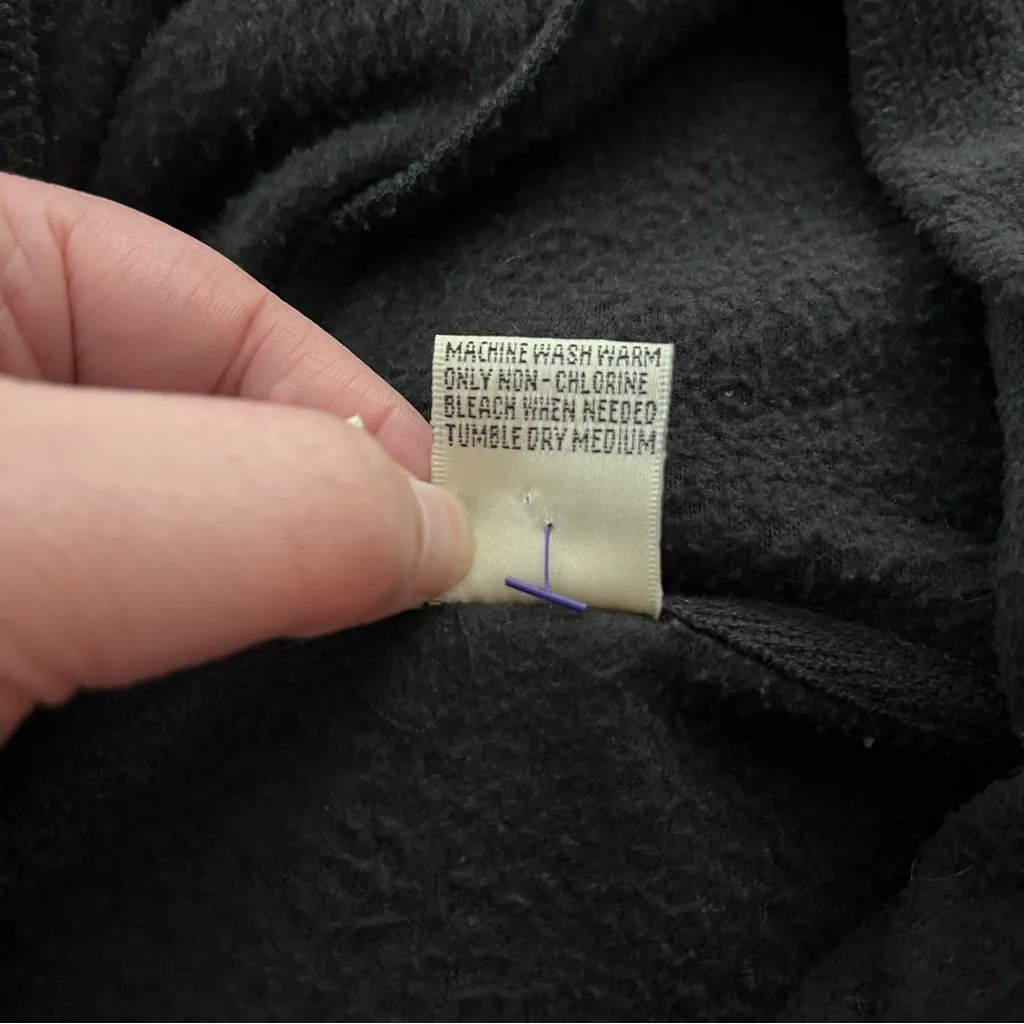 MACHINE WASH WARM
ONLY NON-CHLORINE
BLEACH WHEN NEEDED
TUMBLE DRY MEDIUM